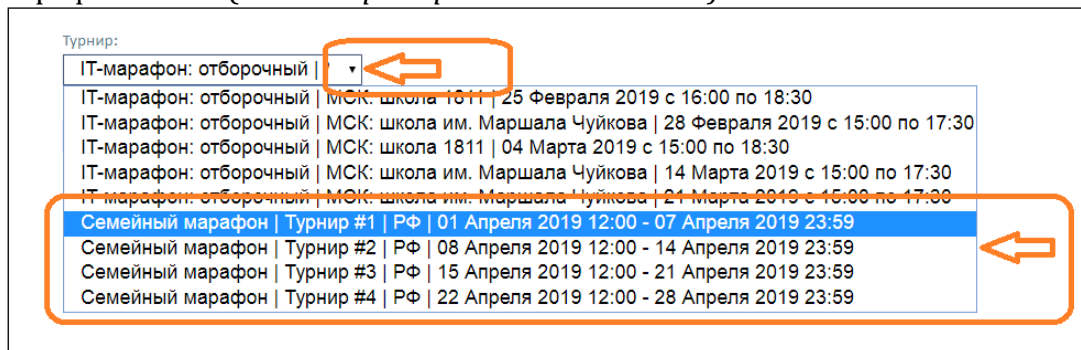 Турнир:
IT-марафон: отборочный |
IT-марафон: отборочный | МСК: школа 1811 | 25 Февраля 2019 с 16:00 по 18:30
IT-марафон: отборочный | МСК: школа им. Маршала Чуйкова | 28 Февраля 2019 с 15:00 по 17:30
IT-марафон: отборочный | МСК: школа 1811 | 04 Марта 2019 с 15:00 по 18:30
IT-марафон: отборочный | МСК: школа им. Маршала Чуйкова | 14 Марта 2019 с 15:00 по 17:30
IT-марафон: отборочный | МСК: школа им. Маршала Чуйкова | 21 Марта 2019 с 15:00 по 17:30
Семейный марафон | Турнир #1 | РФ | 01 Апреля 2019 12:00 - 07 Апреля 2019 23:59
Семейный марафон | Турнир #2 | РФ | 08 Апреля 2019 12:00 - 14 Апреля 2019 23:59
Семейный марафон | Турнир #3 | РФ | 15 Апреля 2019 12:00 - 21 Апреля 2019 23:59
Семейный марафон | Турнир #4 | РФ | 22 Апреля 2019 12:00 - 28 Апреля 2019 23:59